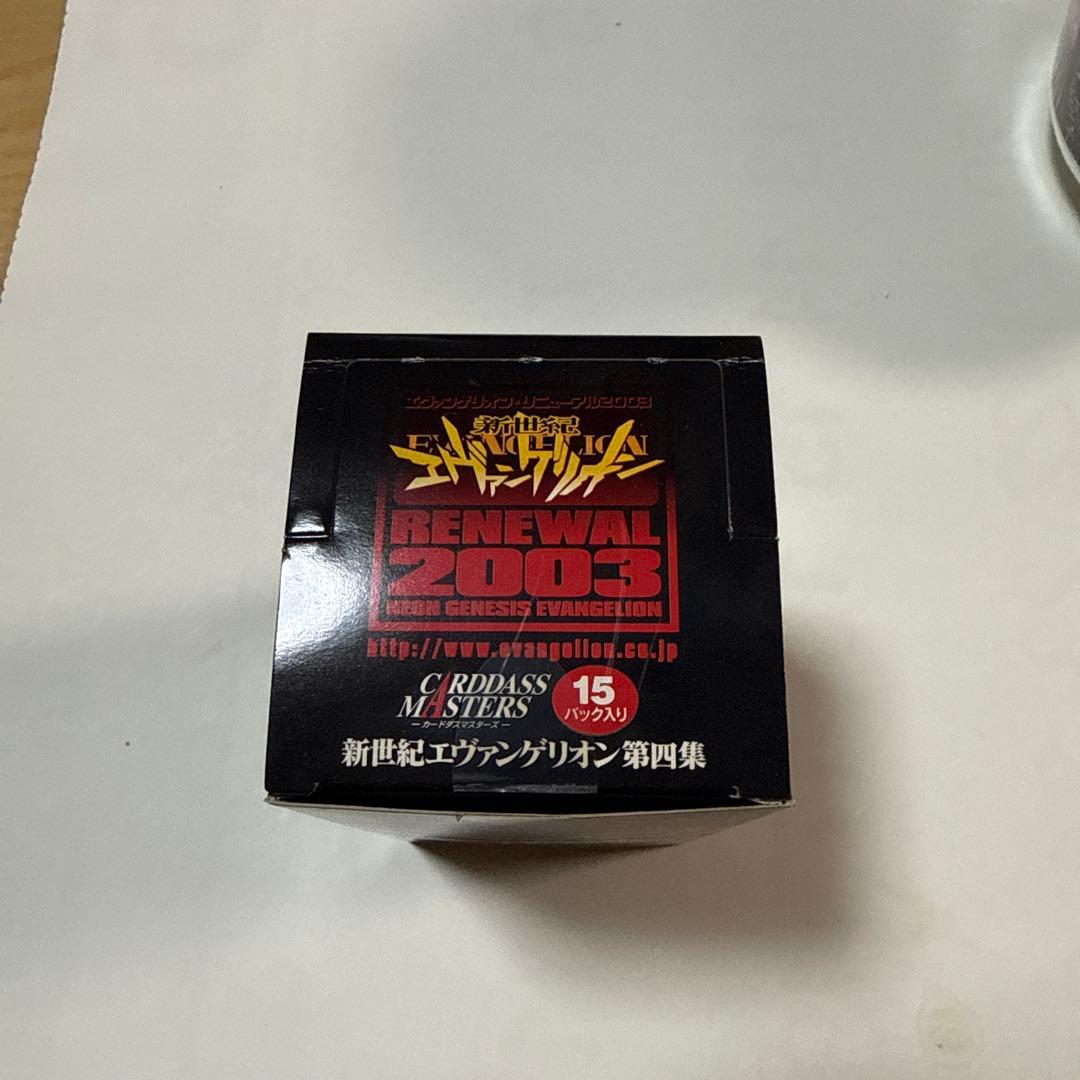 エヴァンゲリオン・リニューアル2003
新世紀
EVANGELION
エヴァンゲリオン
RENEWAL
2003
NEON GENESIS EVANGELION
http://www.evangelion.co.jp
CARDDASS
MASTERS
－カードダスマスターズ－
15
パック入り
新世紀エヴァンゲリオン第四集